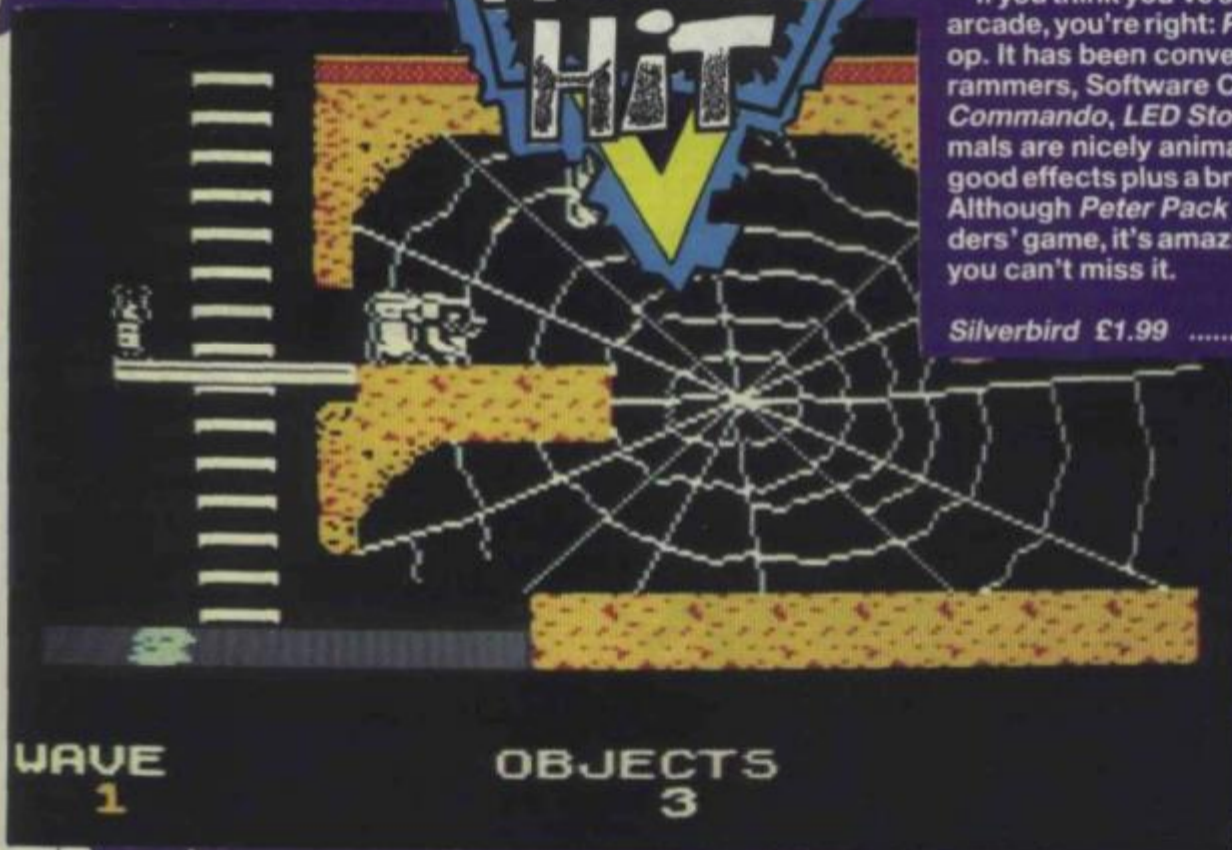 HiT
arcade, you're right:
op. It has been conve
rammers, Software
Commando, LED Sto
mals are nicely anima
good effects plus a br
Although Peter Pack
ders' game, it's amaz
you can't miss it.
Silverbird £1.99 ......
WAVE
1
OBJECTS
3